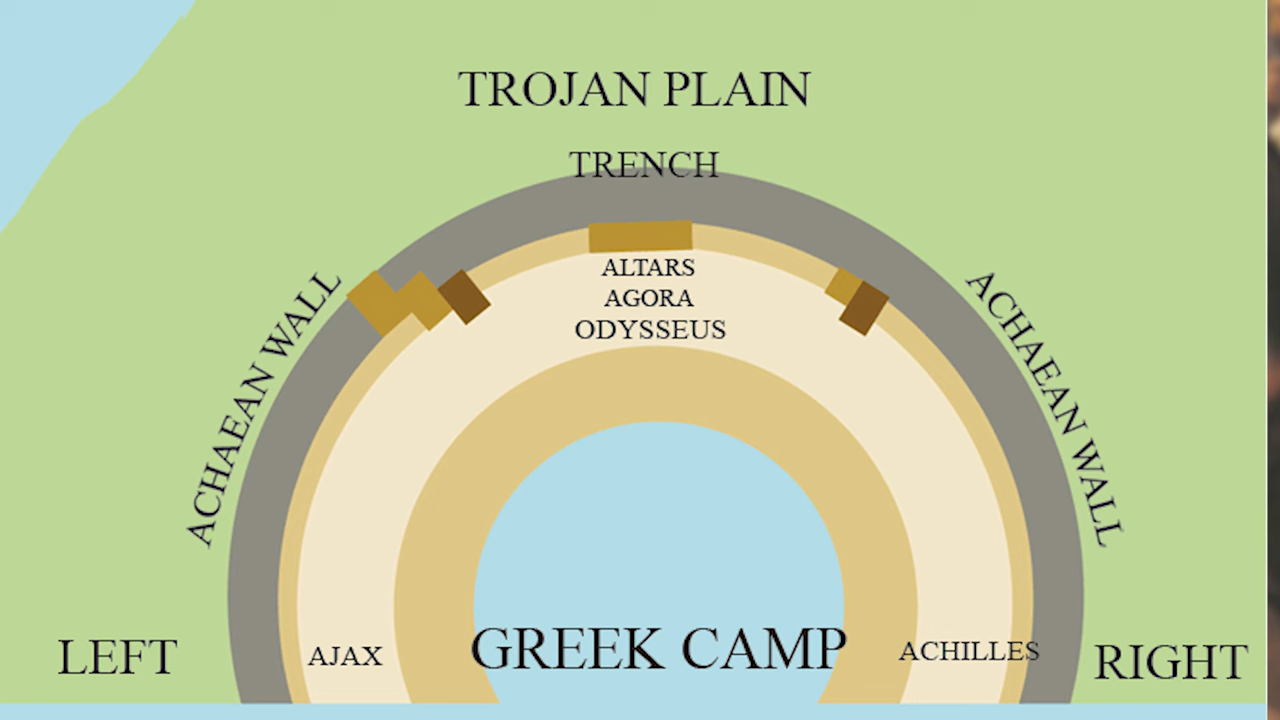 TROJAN PLAIN
TRENCH
ALTARS
AGORA
ODYSSEUS
ACHAEAN WALL
ACHAEAN WALL
LEFT
AJAX
GREEK CAMP
ACHILLES
RIGHT